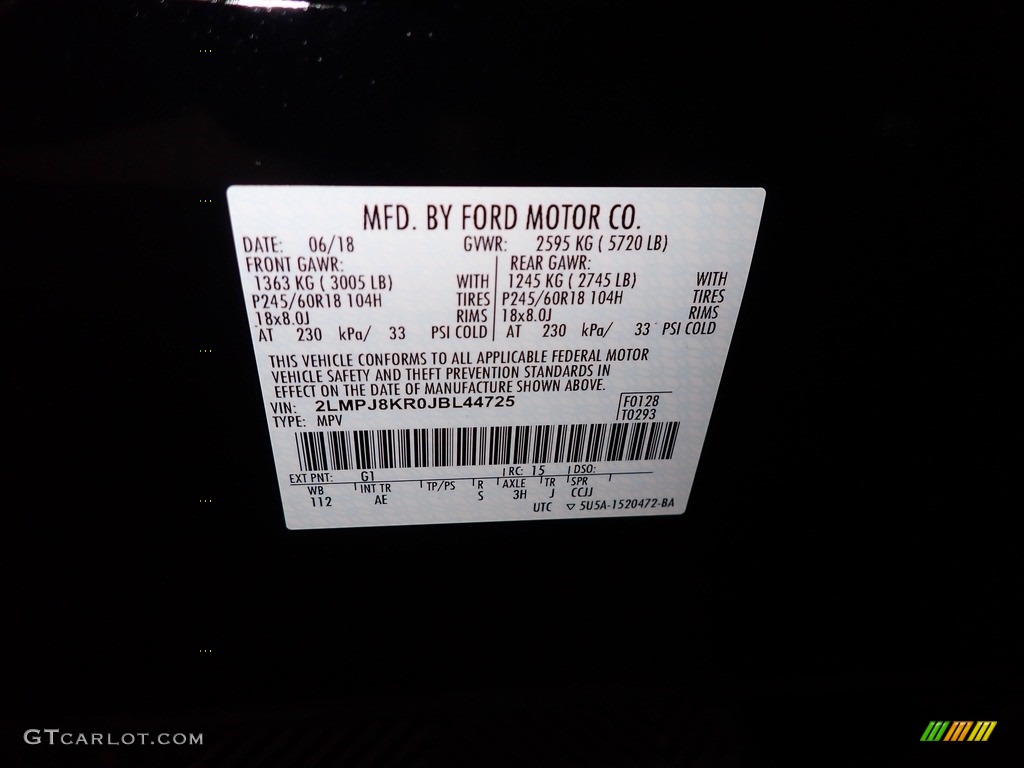 MFD. BY FORD MOTOR CO.
DATE: 06/18 GVWR: 2595 KG ( 5720 LB)
FRONT GAWR: REAR GAWR:
1363 KG ( 3005 LB) WITH 1245 KG ( 2745 LB) WITH
P245/60R18 104H TIRES P245/60R18 104H TIRES
18x8.0J RIMS 18x8.0J RIMS
AT 230 kPa/ 33 PSI COLD AT 230 kPa/ 33 PSI COLD
THIS VEHICLE CONFORMS TO ALL APPLICABLE FEDERAL MOTOR
VEHICLE SAFETY AND THEFT PREVENTION STANDARDS IN
EFFECT ON THE DATE OF MANUFACTURE SHOWN ABOVE.
VIN: 2LMPJ8KR0JBL44725 F0128
TYPE: MPV T0293
EXT PNT: G1 RC: 15 DSO:
WB INT TR TP/PS R AXLE TR SPR
112 AE S 3H J CCJJ
UTC ▽ 5U5A-1520472-BA
GTcarlot.com